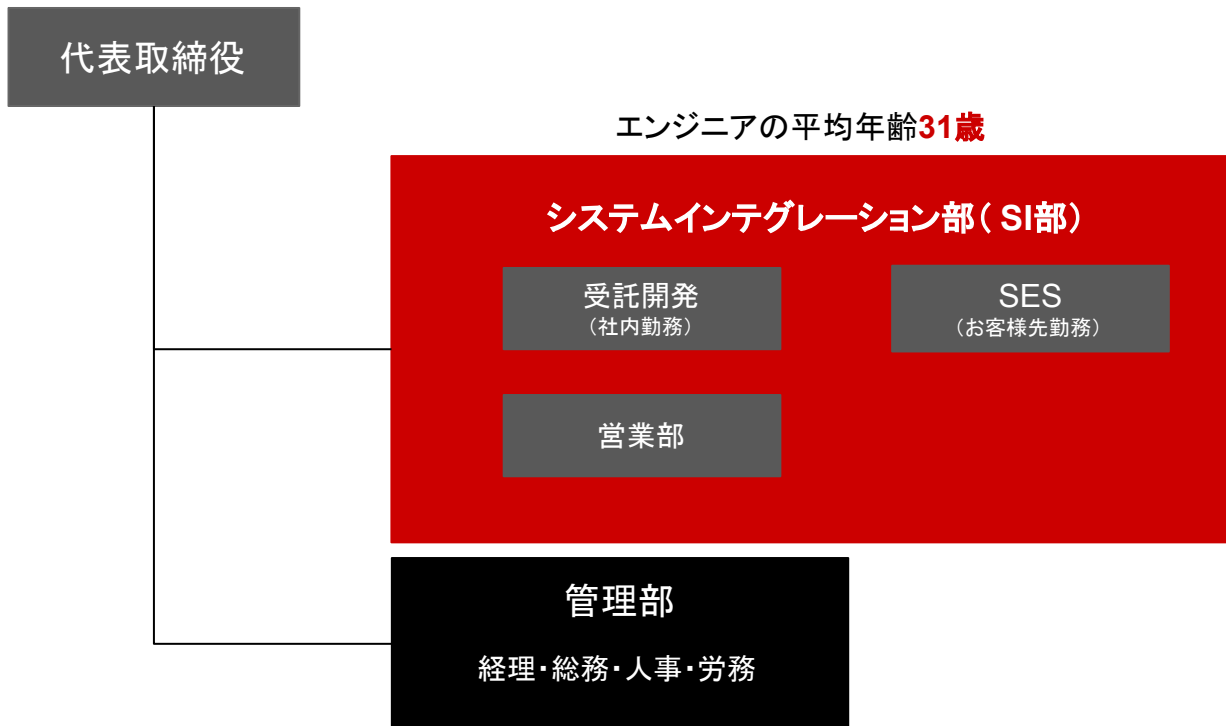 代表取締役
エンジニアの平均年齢31歳
システムインテグレーション部( SI部)
受託開発
(社内勤務)
SES
(お客様先勤務)
営業部
管理部
経理・総務・人事・労務